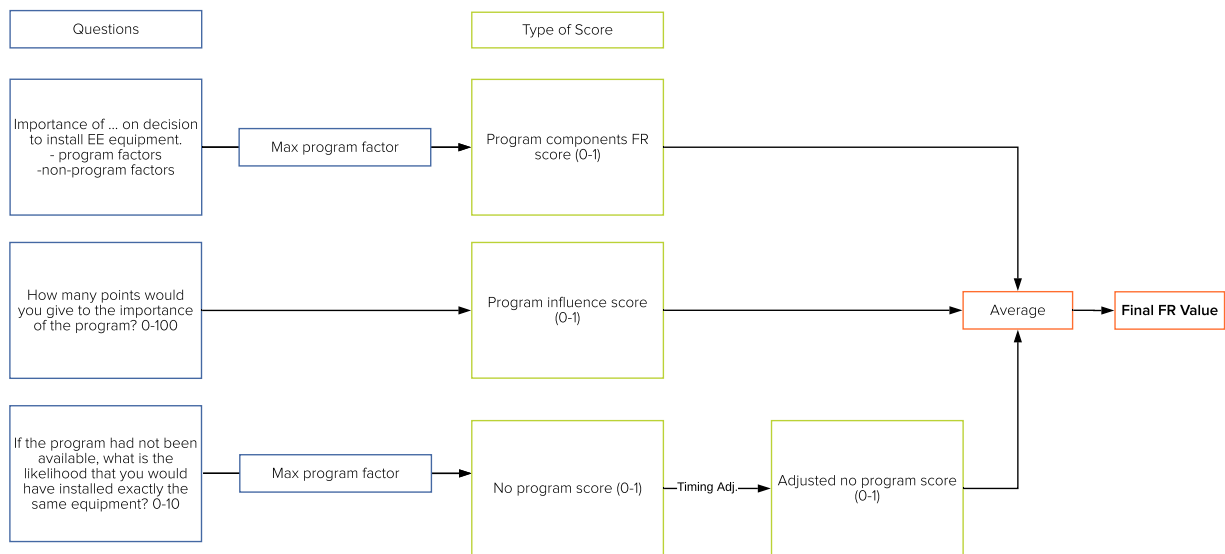 Questions
Type of Score
Importance of ... on decision
to install EE equipment.
- program factors
-non-program factors
Max program factor
Program components FR
score (0-1)
How many points would
you give to the importance
of the program? 0-100
Program influence score
(0-1)
Average
Final FR Value
If the program had not been
available, what is the
likelihood that you would
have installed exactly the
same equipment? 0-10
Max program factor
No program score (0-1)
Timing Adj.
Adjusted no program score
(0-1)